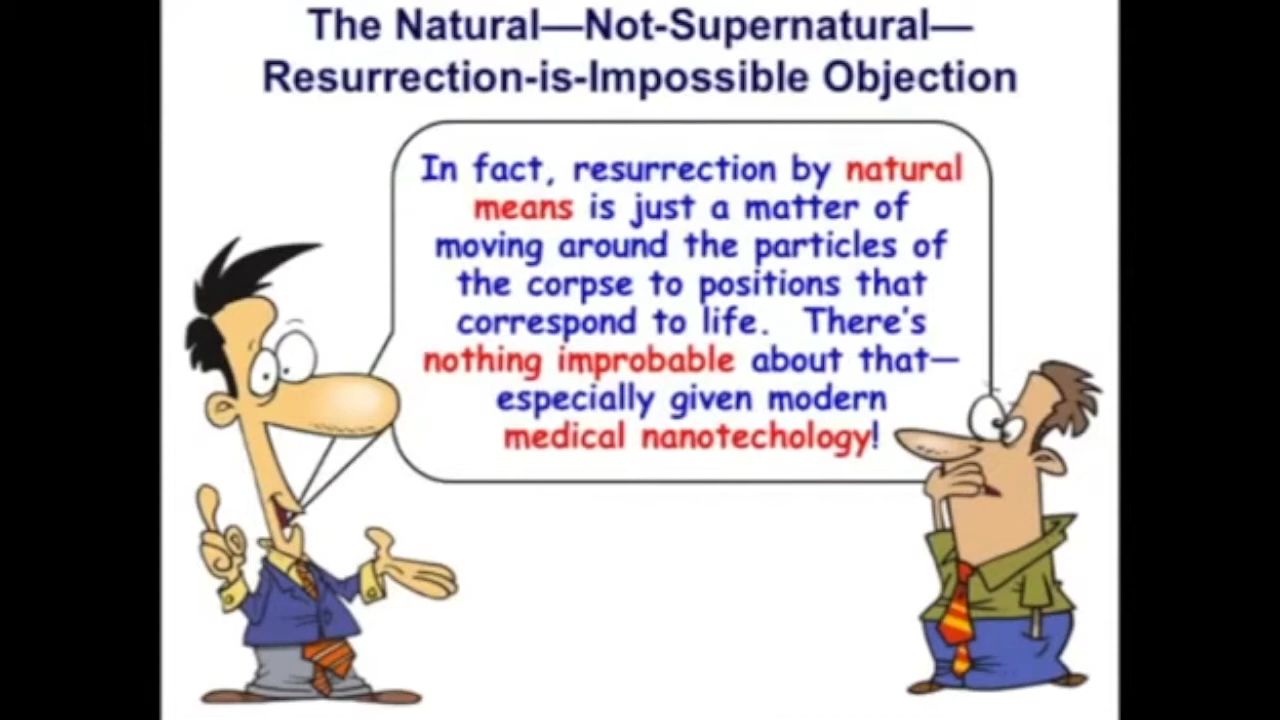 The Natural—Not-Supernatural—
Resurrection-is-Impossible Objection
In fact, resurrection by natural
means is just a matter of
moving around the particles of
the corpse to positions that
correspond to life. There's
nothing improbable about that—
especially given modern
medical nanotechology!